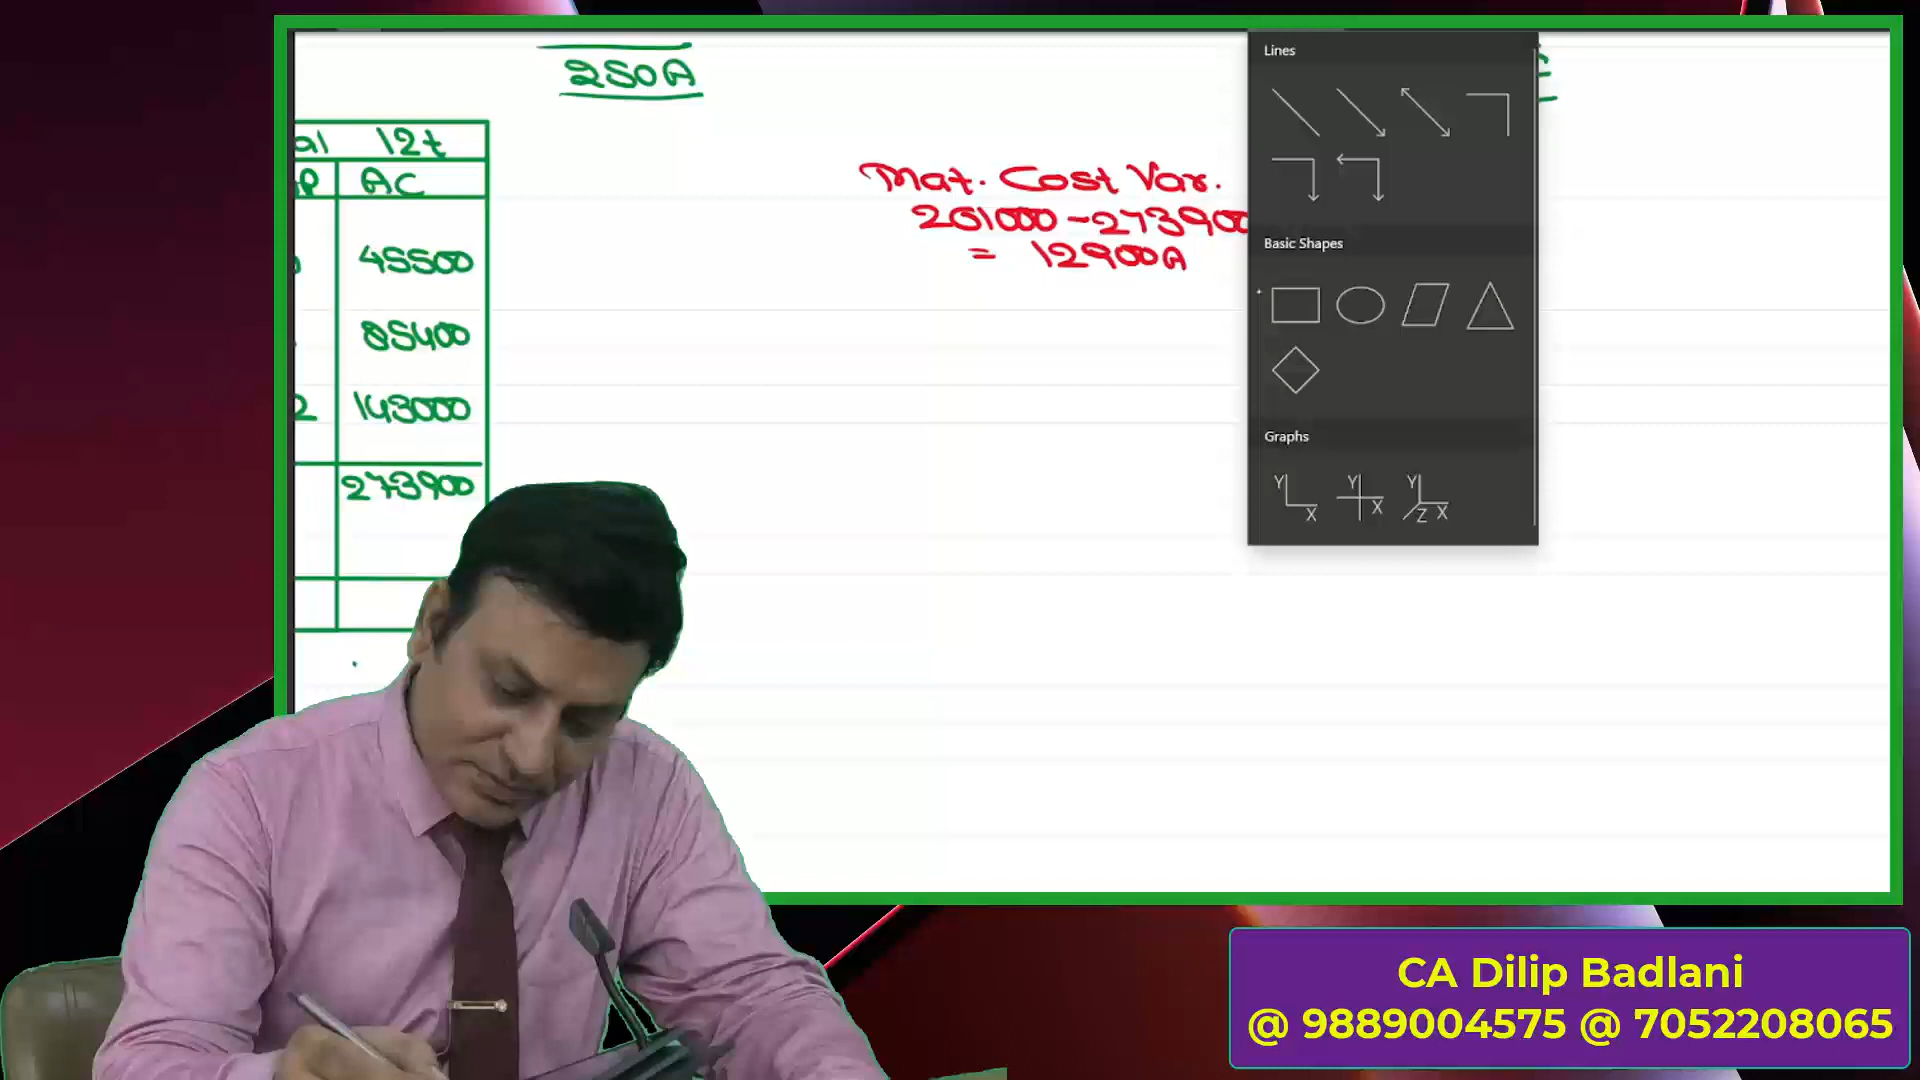 250A
12t
AC
45500
85400
143000
273900
Mat. Cost Var.
261000 - 273900
= 12900A
Lines
Basic Shapes
Graphs
Y X
Y X
Y Z X
CA Dilip Badlani
@ 9889004575 @ 7052208065